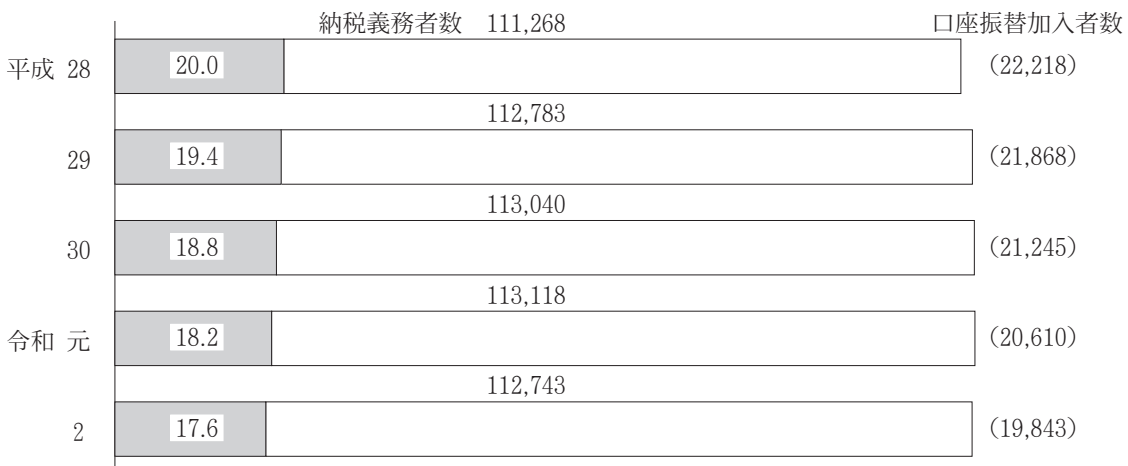 納税義務者数 111,268 口座振替加入者数
平成 28 20.0 (22,218)
112,783
29 19.4 (21,868)
113,040
30 18.8 (21,245)
113,118
令和 元 18.2 (20,610)
112,743
2 17.6 (19,843)